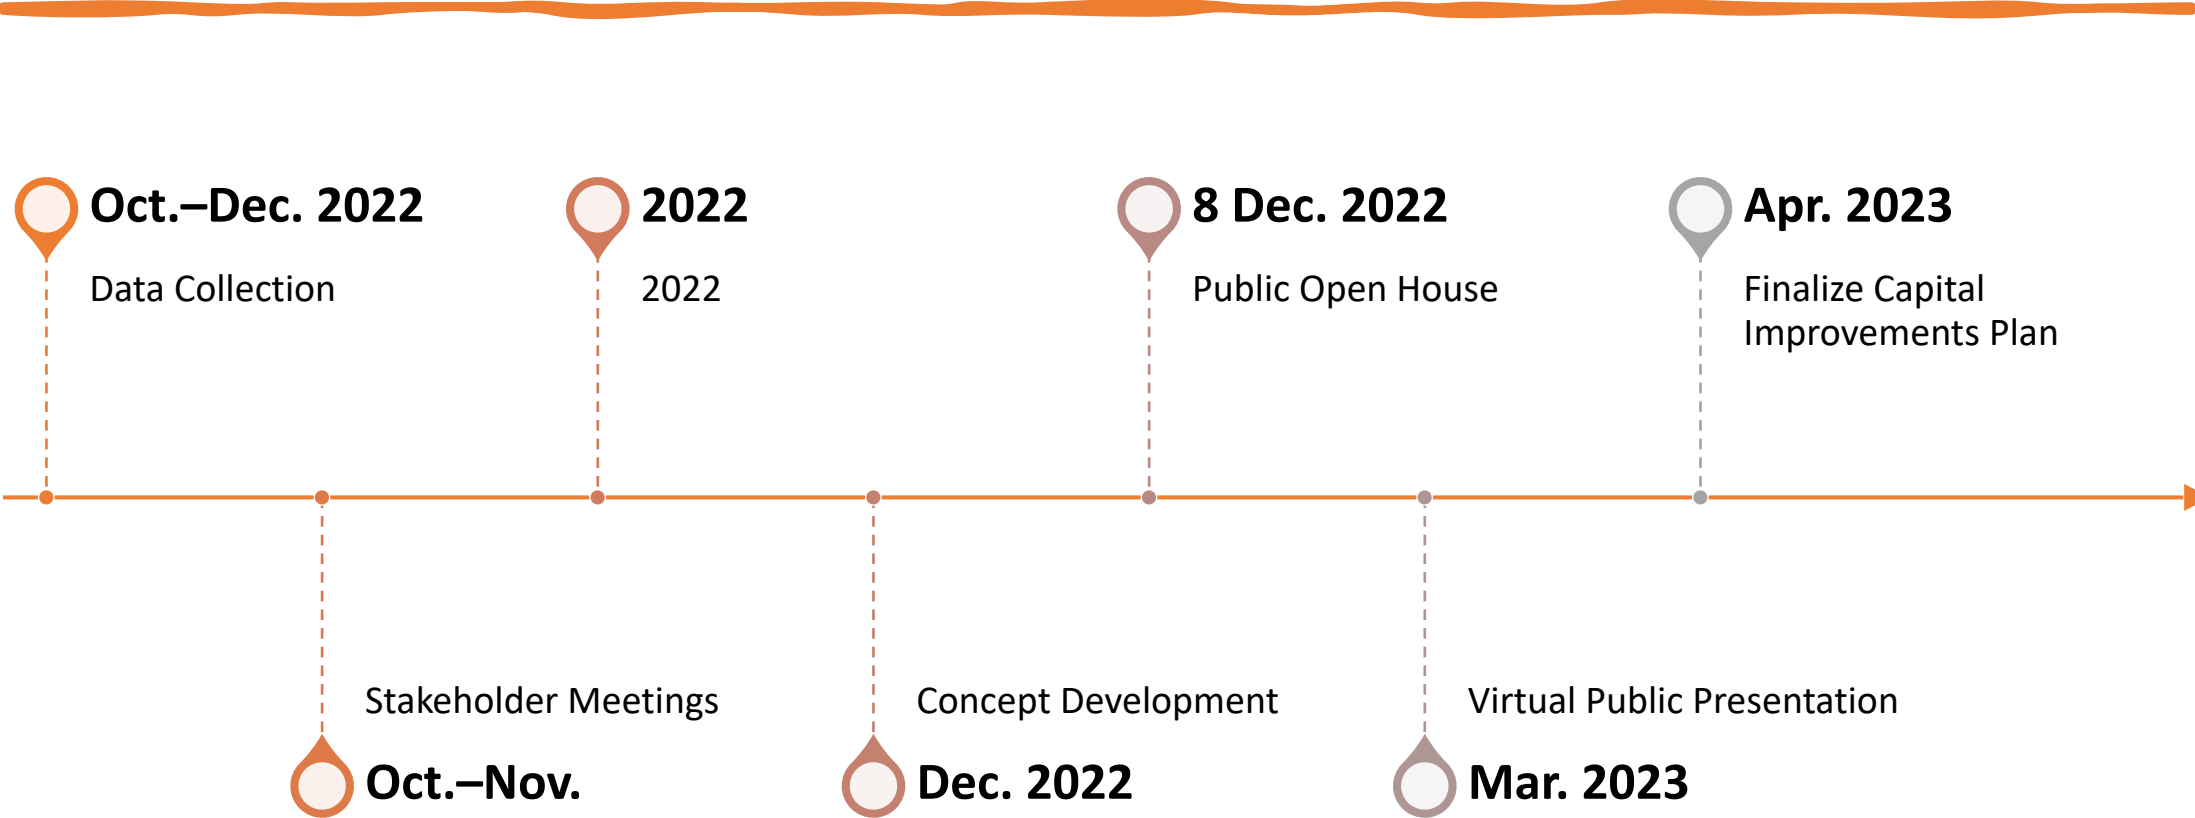 Oct.–Dec. 2022
Data Collection
2022
2022
8 Dec. 2022
Public Open House
Apr. 2023
Finalize Capital
Improvements Plan
Stakeholder Meetings
Oct.–Nov.
Concept Development
Dec. 2022
Virtual Public Presentation
Mar. 2023